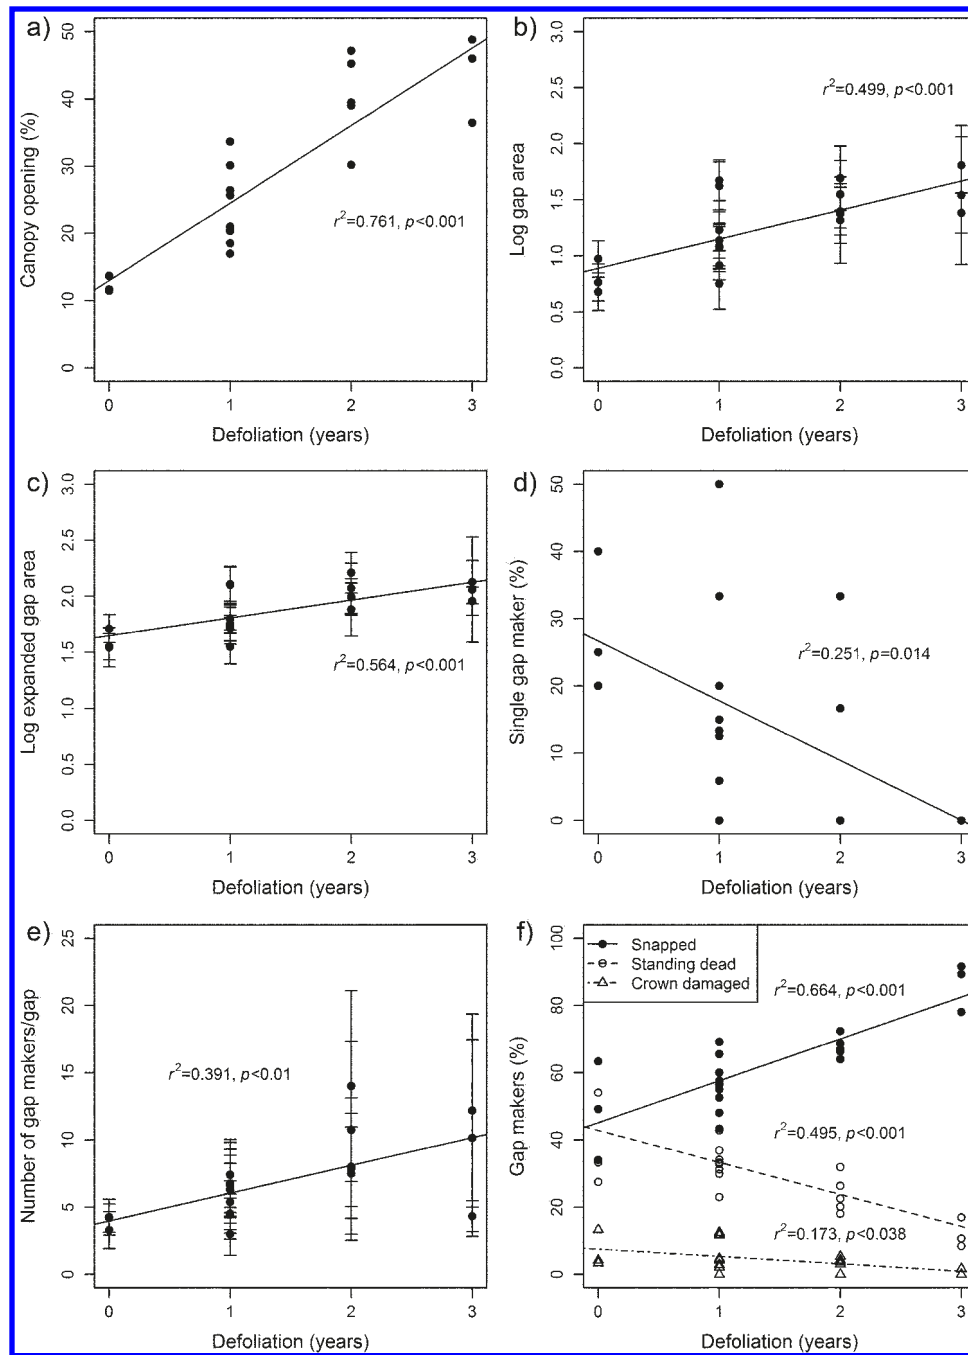 a)
Canopy opening (%)
50
40
30
20
10
0
r²=0.761, p<0.001
0 1 2 3
Defoliation (years)
b)
Log gap area
3.0
2.5
2.0
1.5
1.0
0.5
0.0
r²=0.499, p<0.001
0 1 2 3
Defoliation (years)
c)
Log expanded gap area
3.0
2.5
2.0
1.5
1.0
0.5
0.0
r²=0.564, p<0.001
0 1 2 3
Defoliation (years)
d)
Single gap maker (%)
50
40
30
20
10
0
r²=0.251, p=0.014
0 1 2 3
Defoliation (years)
e)
Number of gap makers/gap
25
20
15
10
5
0
r²=0.391, p<0.01
0 1 2 3
Defoliation (years)
f)
Gap makers (%)
100
80
60
40
20
0
Snapped
Standing dead
Crown damaged
r²=0.664, p<0.001
r²=0.495, p<0.001
r²=0.173, p<0.038
0 1 2 3
Defoliation (years)